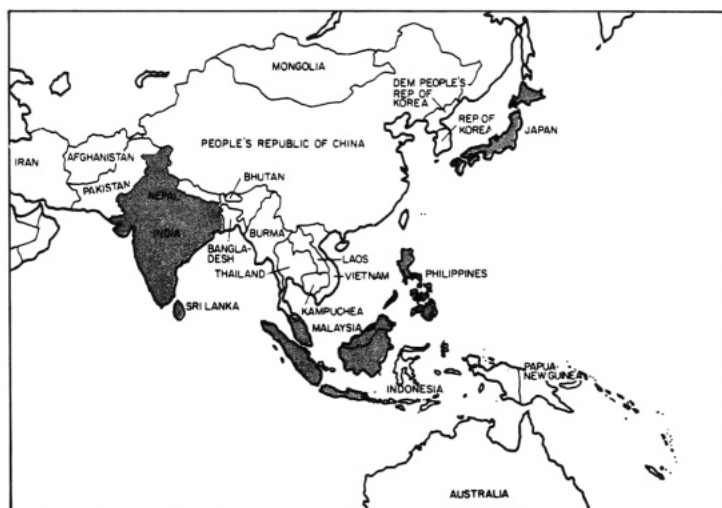 MONGOLIA
DEM PEOPLE'S
REP OF
KOREA
REP OF
KOREA
JAPAN
PEOPLE'S REPUBLIC OF CHINA
IRAN
AFGHANISTAN
PAKISTAN
NEPAL
BHUTAN
INDIA
BANGLA-
DESH
BURMA
LAOS
THAILAND
VIETNAM
PHILIPPINES
SRI LANKA
KAMPUCHEA
MALAYSIA
INDONESIA
PAPUA-
NEW GUINEA
AUSTRALIA